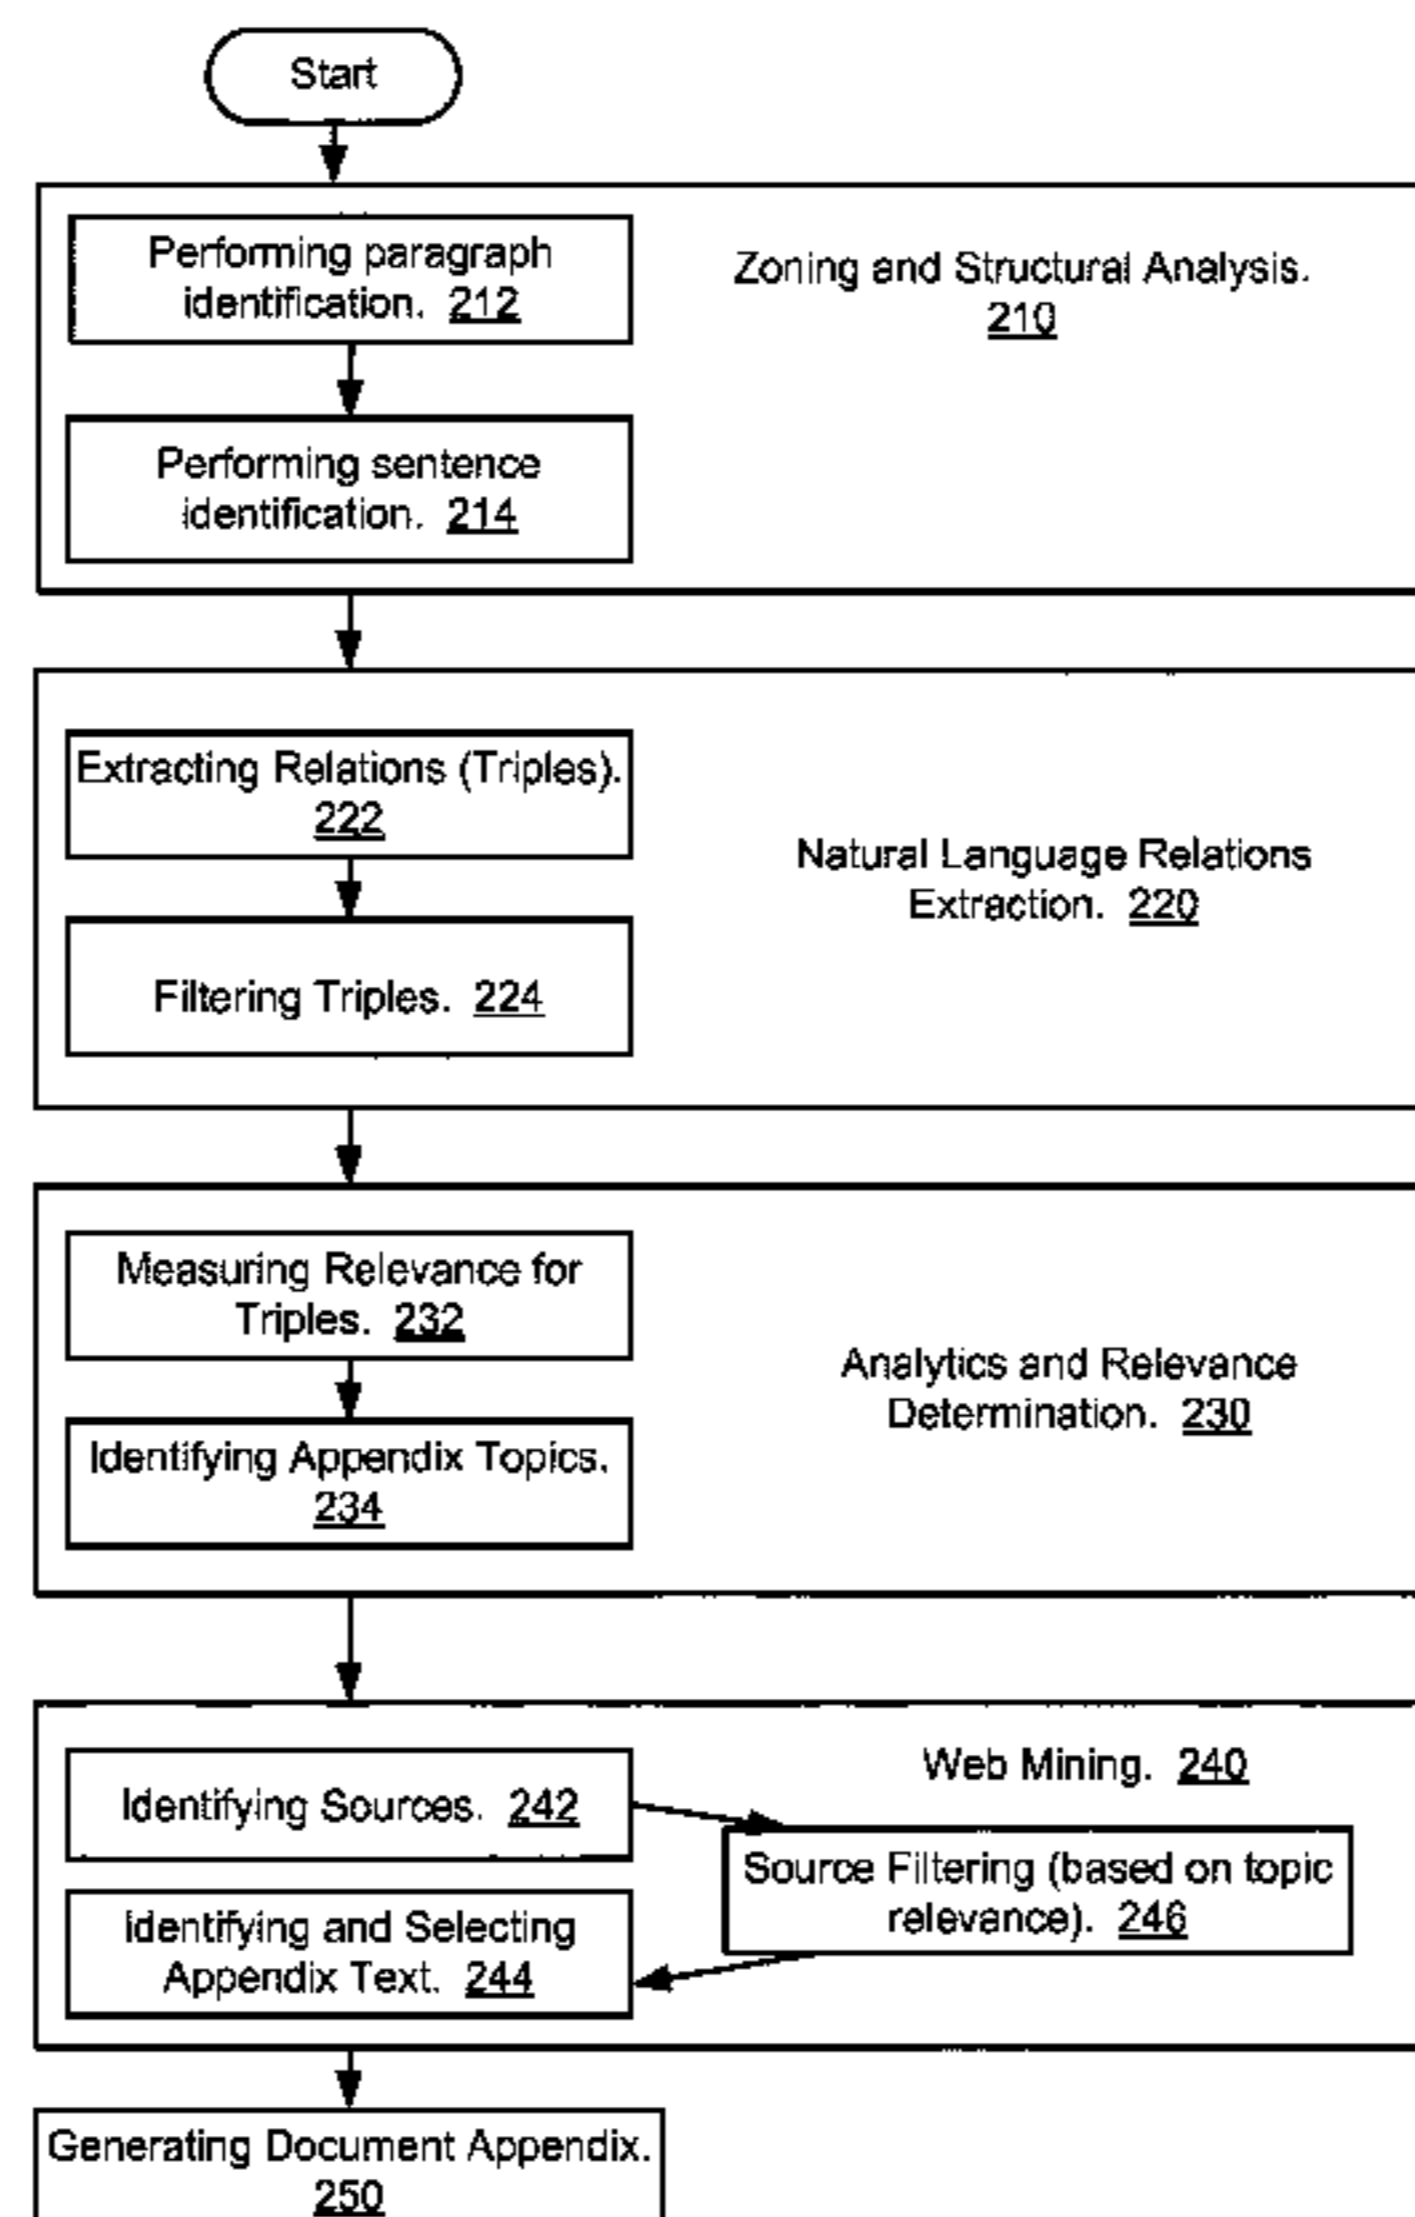 Start
Performing paragraph
identification. 212
Zoning and Structural Analysis.
210
Performing sentence
identification. 214
Extracting Relations (Triples).
222
Natural Language Relations
Extraction. 220
Filtering Triples. 224
Measuring Relevance for
Triples. 232
Analytics and Relevance
Determination. 230
Identifying Appendix Topics.
234
Web Mining. 240
Identifying Sources. 242
Source Filtering (based on topic
relevance). 246
Identifying and Selecting
Appendix Text. 244
Generating Document Appendix.
250